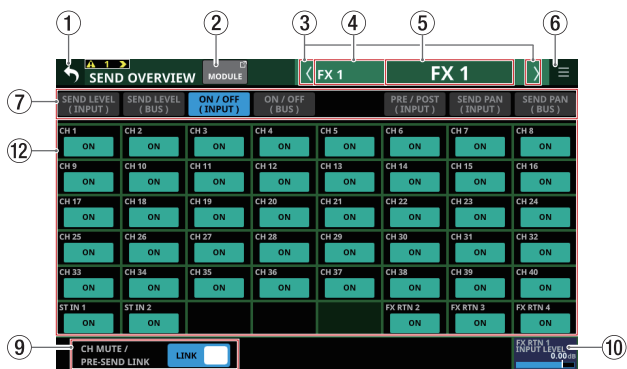 1 2 3 4 5 6
1
SEND OVERVIEW MODULE FX 1 FX 1
7
SEND LEVEL (INPUT)
SEND LEVEL (BUS)
ON / OFF (INPUT)
ON / OFF (BUS)
PRE / POST (INPUT)
SEND PAN (INPUT)
SEND PAN (BUS)
12
CH 1 CH 2 CH 3 CH 4 CH 5 CH 6 CH 7 CH 8
ON ON ON ON ON ON ON ON
CH 9 CH 10 CH 11 CH 12 CH 13 CH 14 CH 15 CH 16
ON ON ON ON ON ON ON ON
CH 17 CH 18 CH 19 CH 20 CH 21 CH 22 CH 23 CH 24
ON ON ON ON ON ON ON ON
CH 25 CH 26 CH 27 CH 28 CH 29 CH 30 CH 31 CH 32
ON ON ON ON ON ON ON ON
CH 33 CH 34 CH 35 CH 36 CH 37 CH 38 CH 39 CH 40
ON ON ON ON ON ON ON ON
ST IN 1 ST IN 2 FX RTN 2 FX RTN 3 FX RTN 4
ON ON ON ON ON
9
CH MUTE /
PRE-SEND LINK
LINK
FX RTN 1
INPUT LEVEL
0.00 dB
10